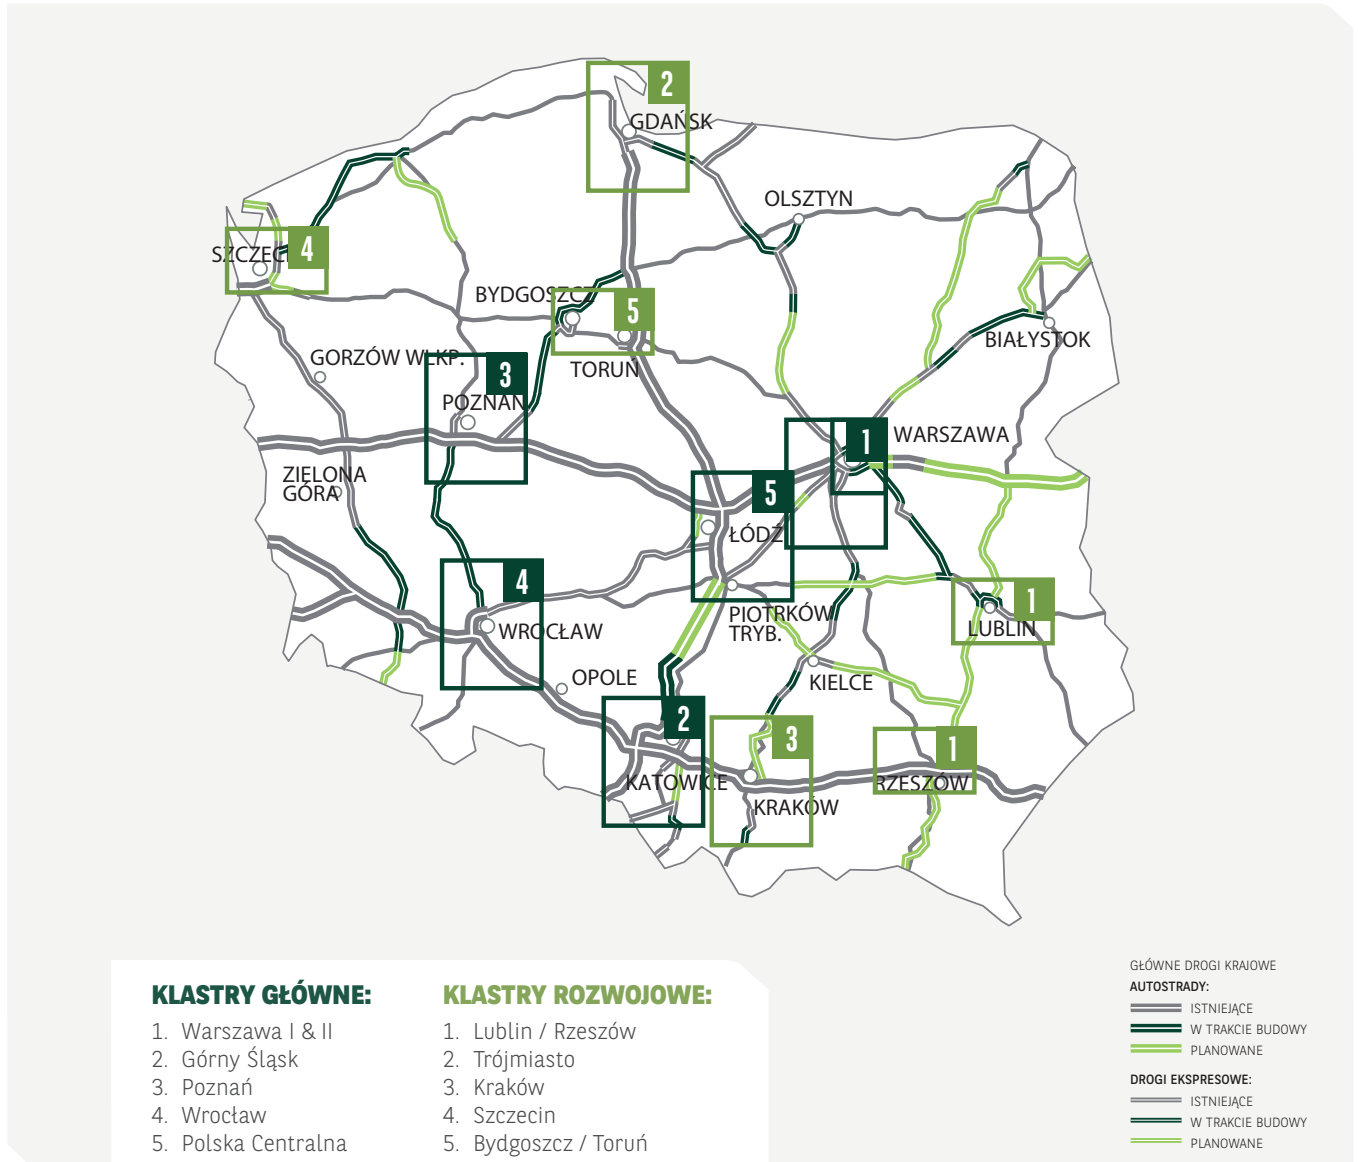 2
GDAŃSK
OLSZTYN
4
BYDGOSZCZ
5
BIAŁYSTOK
GORZÓW WLKP.
TORUŃ
3
POZNAŃ
1
WARSZAWA
ZIELONA
GÓRA
5
ŁÓDŹ
4
1
PIOTRKÓW
TRYB.
LUBLIN
WROCŁAW
OPOLE
KIELCE
2
3
1
KATOWICE
RZESZÓW
KRAKÓW
KLASTRY GŁÓWNE:
1. Warszawa I & II
2. Górny Śląsk
3. Poznań
4. Wrocław
5. Polska Centralna
KLASTRY ROZWOJOWE:
1. Lublin / Rzeszów
2. Trójmiasto
3. Kraków
4. Szczecin
5. Bydgoszcz / Toruń
GŁÓWNE DROGI KRAJOWE
AUTOSTRADY:
ISTNIEJĄCE
W TRAKCIE BUDOWY
PLANOWANE
DROGI EKSPRESOWE:
ISTNIEJĄCE
W TRAKCIE BUDOWY
PLANOWANE